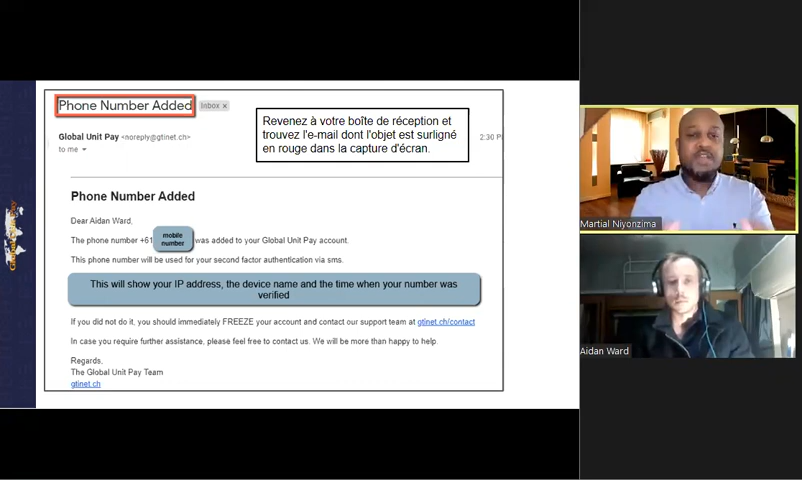 Phone Number Added
Inbox x
Revenez à votre boîte de réception et
trouvez l'e-mail dont l'objet est surligné
en rouge dans la capture d'écran.
Global Unit Pay <noreply@gtinet.ch>
2:30 P
to me
Phone Number Added
Dear Aidan Ward,
The phone number +61 mobile number was added to your Global Unit Pay account.
This phone number will be used for your second factor authentication via sms.
This will show your IP address, the device name and the time when your number was
verified
If you did not do it, you should immediately FREEZE your account and contact our support team at gtinet.ch/contact
In case you require further assistance, please feel free to contact us. We will be more than happy to help.
Regards,
The Global Unit Pay Team
gtinet.ch
Martial Niyonzima
Aidan Ward